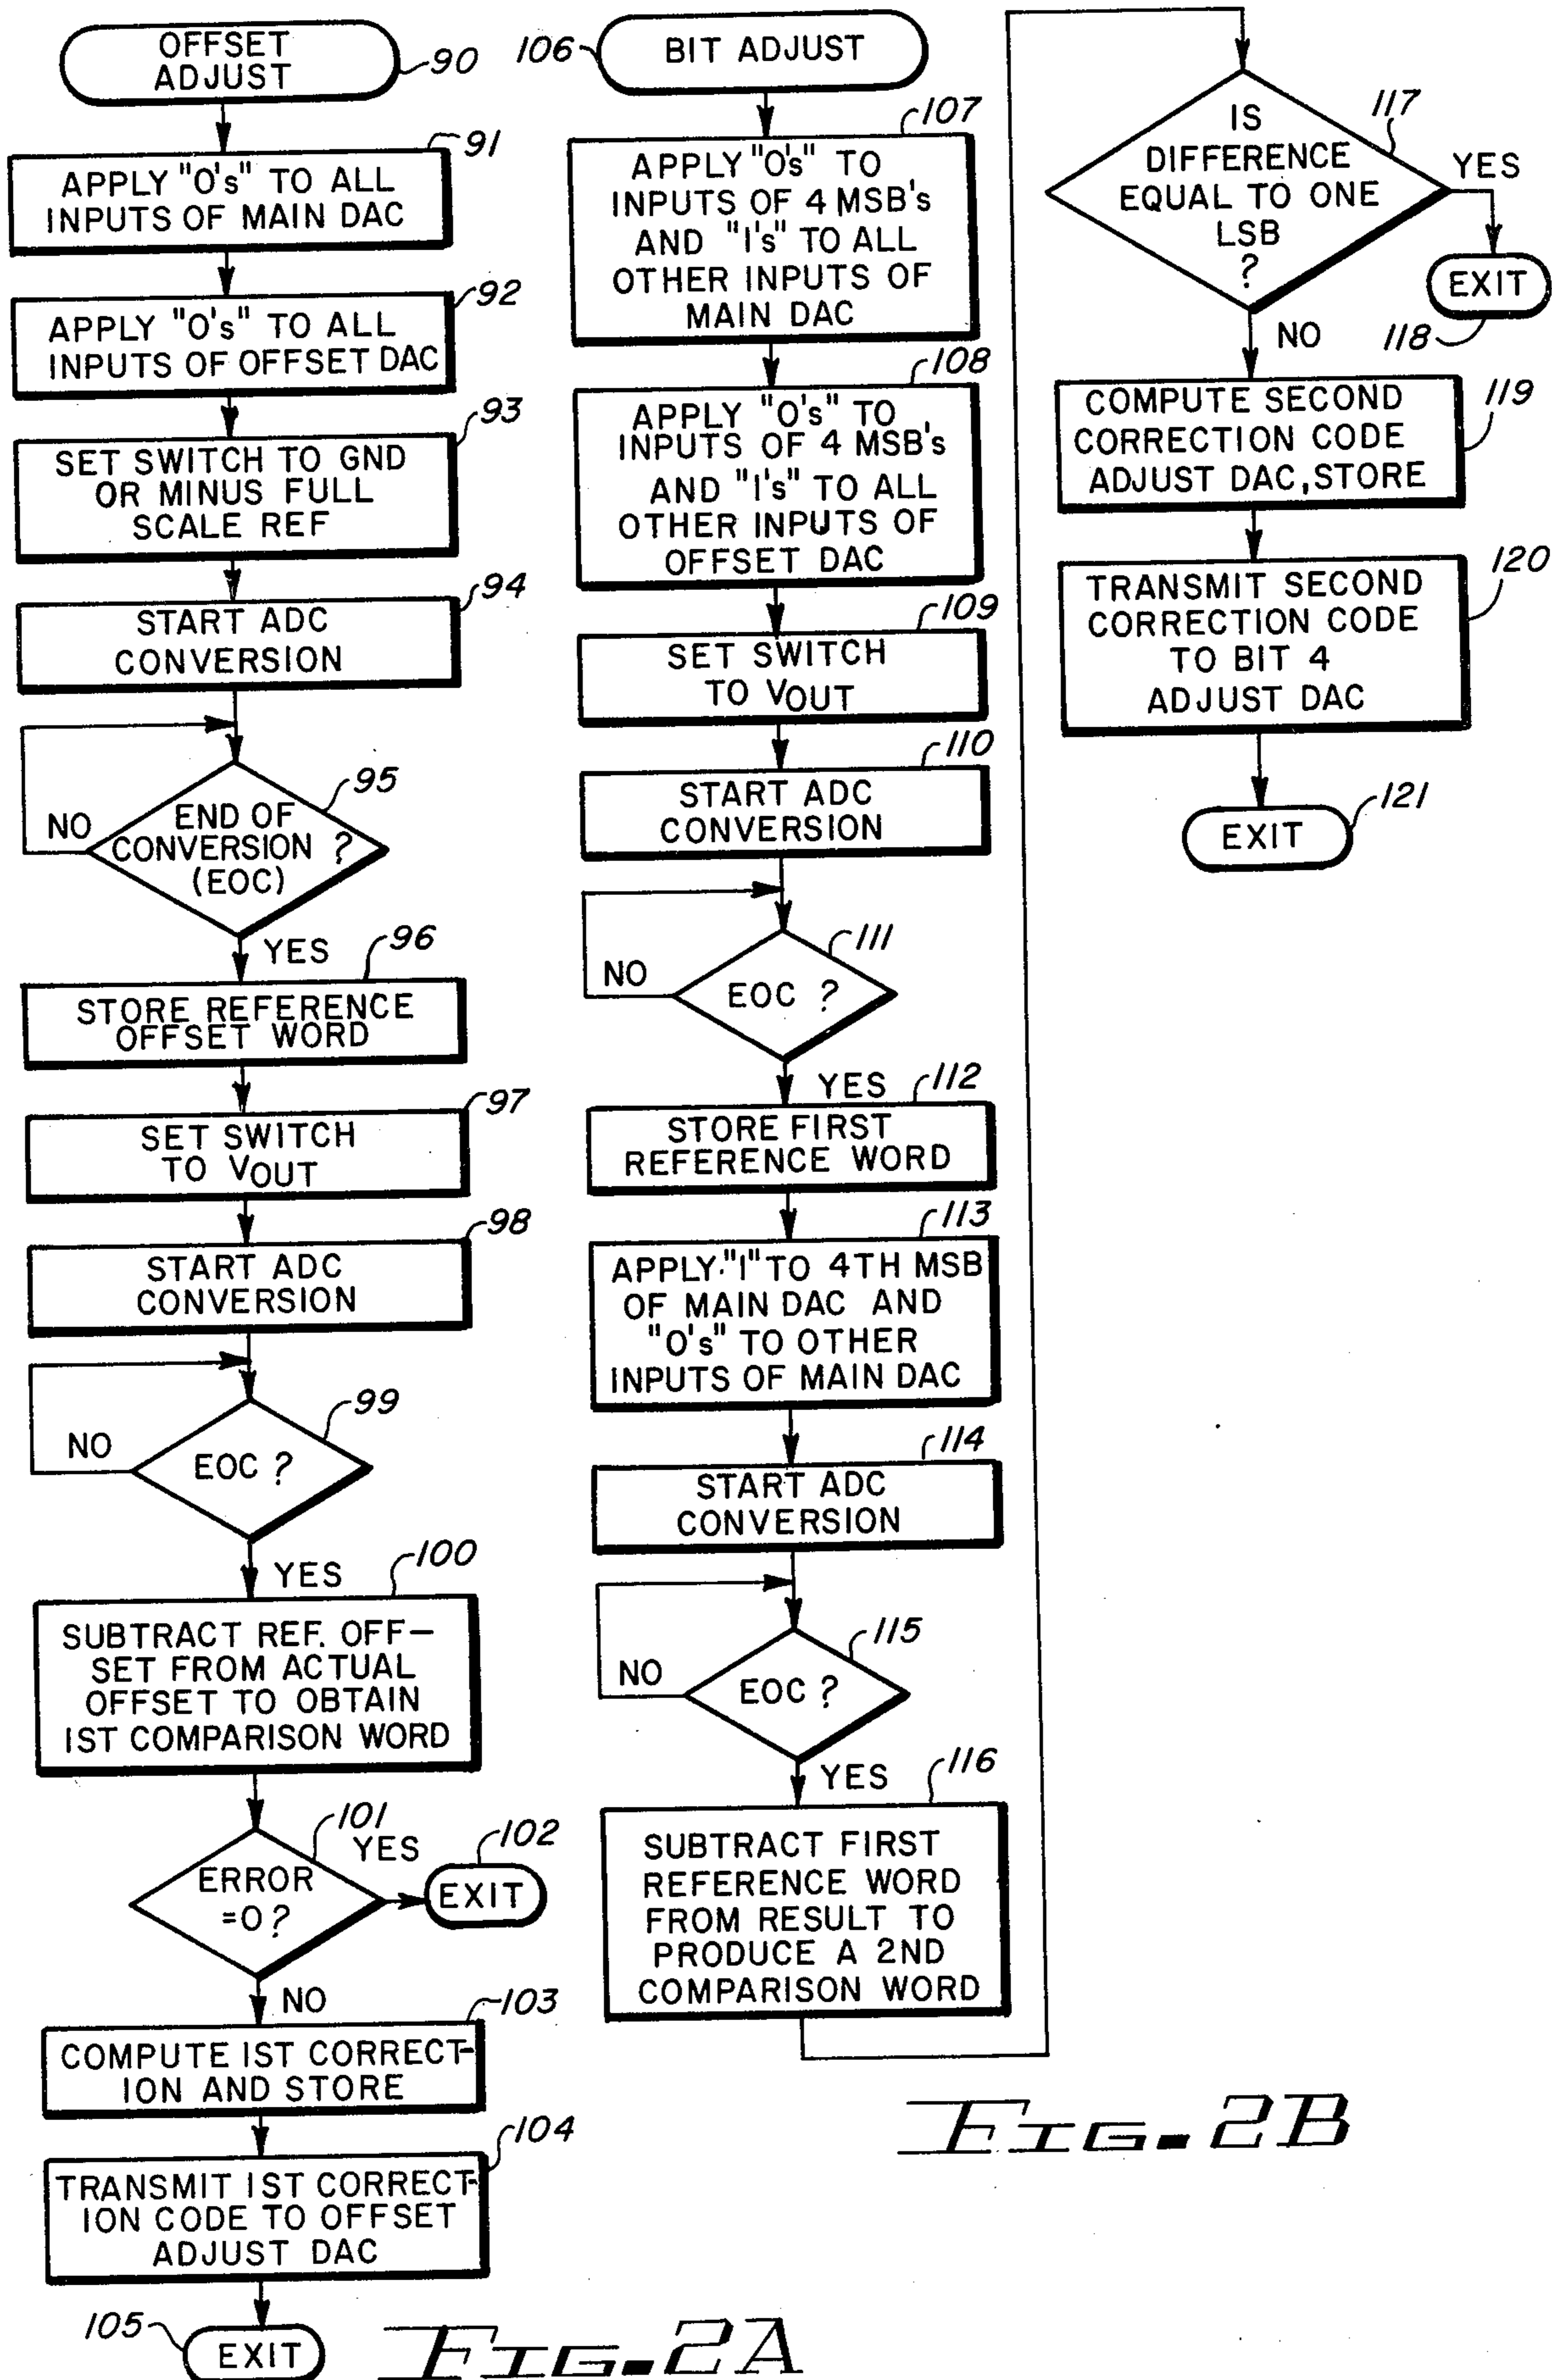 OFFSET
ADJUST
90
91
APPLY "O's" TO ALL
INPUTS OF MAIN DAC
92
APPLY "O's" TO ALL
INPUTS OF OFFSET DAC
93
SET SWITCH TO GND
OR MINUS FULL
SCALE REF
94
START ADC
CONVERSION
95
NO
END OF
CONVERSION ?
(EOC)
YES
96
STORE REFERENCE
OFFSET WORD
97
SET SWITCH
TO VOUT
98
START ADC
CONVERSION
99
NO
EOC ?
YES
100
SUBTRACT REF. OFF-
SET FROM ACTUAL
OFFSET TO OBTAIN
1ST COMPARISON WORD
101
YES
102
ERROR
=0?
EXIT
NO
103
COMPUTE 1ST CORRECT-
ION AND STORE
104
TRANSMIT 1ST CORRECT-
ION CODE TO OFFSET
ADJUST DAC
105
EXIT
FIG. 2A
106
BIT ADJUST
107
APPLY "O's" TO
INPUTS OF 4 MSB's
AND "1's" TO ALL
OTHER INPUTS OF
MAIN DAC
108
APPLY "O's" TO
INPUTS OF 4 MSB's
AND "1's" TO ALL
OTHER INPUTS OF
OFFSET DAC
109
SET SWITCH
TO VOUT
110
START ADC
CONVERSION
111
NO
EOC ?
YES
112
STORE FIRST
REFERENCE WORD
113
APPLY "1" TO 4TH MSB
OF MAIN DAC AND
"O's" TO OTHER
INPUTS OF MAIN DAC
114
START ADC
CONVERSION
115
NO
EOC ?
YES
116
SUBTRACT FIRST
REFERENCE WORD
FROM RESULT TO
PRODUCE A 2ND
COMPARISON WORD
117
IS
DIFFERENCE
EQUAL TO ONE
LSB
?
YES
EXIT
118
NO
119
COMPUTE SECOND
CORRECTION CODE
ADJUST DAC, STORE
120
TRANSMIT SECOND
CORRECTION CODE
TO BIT 4
ADJUST DAC
121
EXIT
FIG. 2B